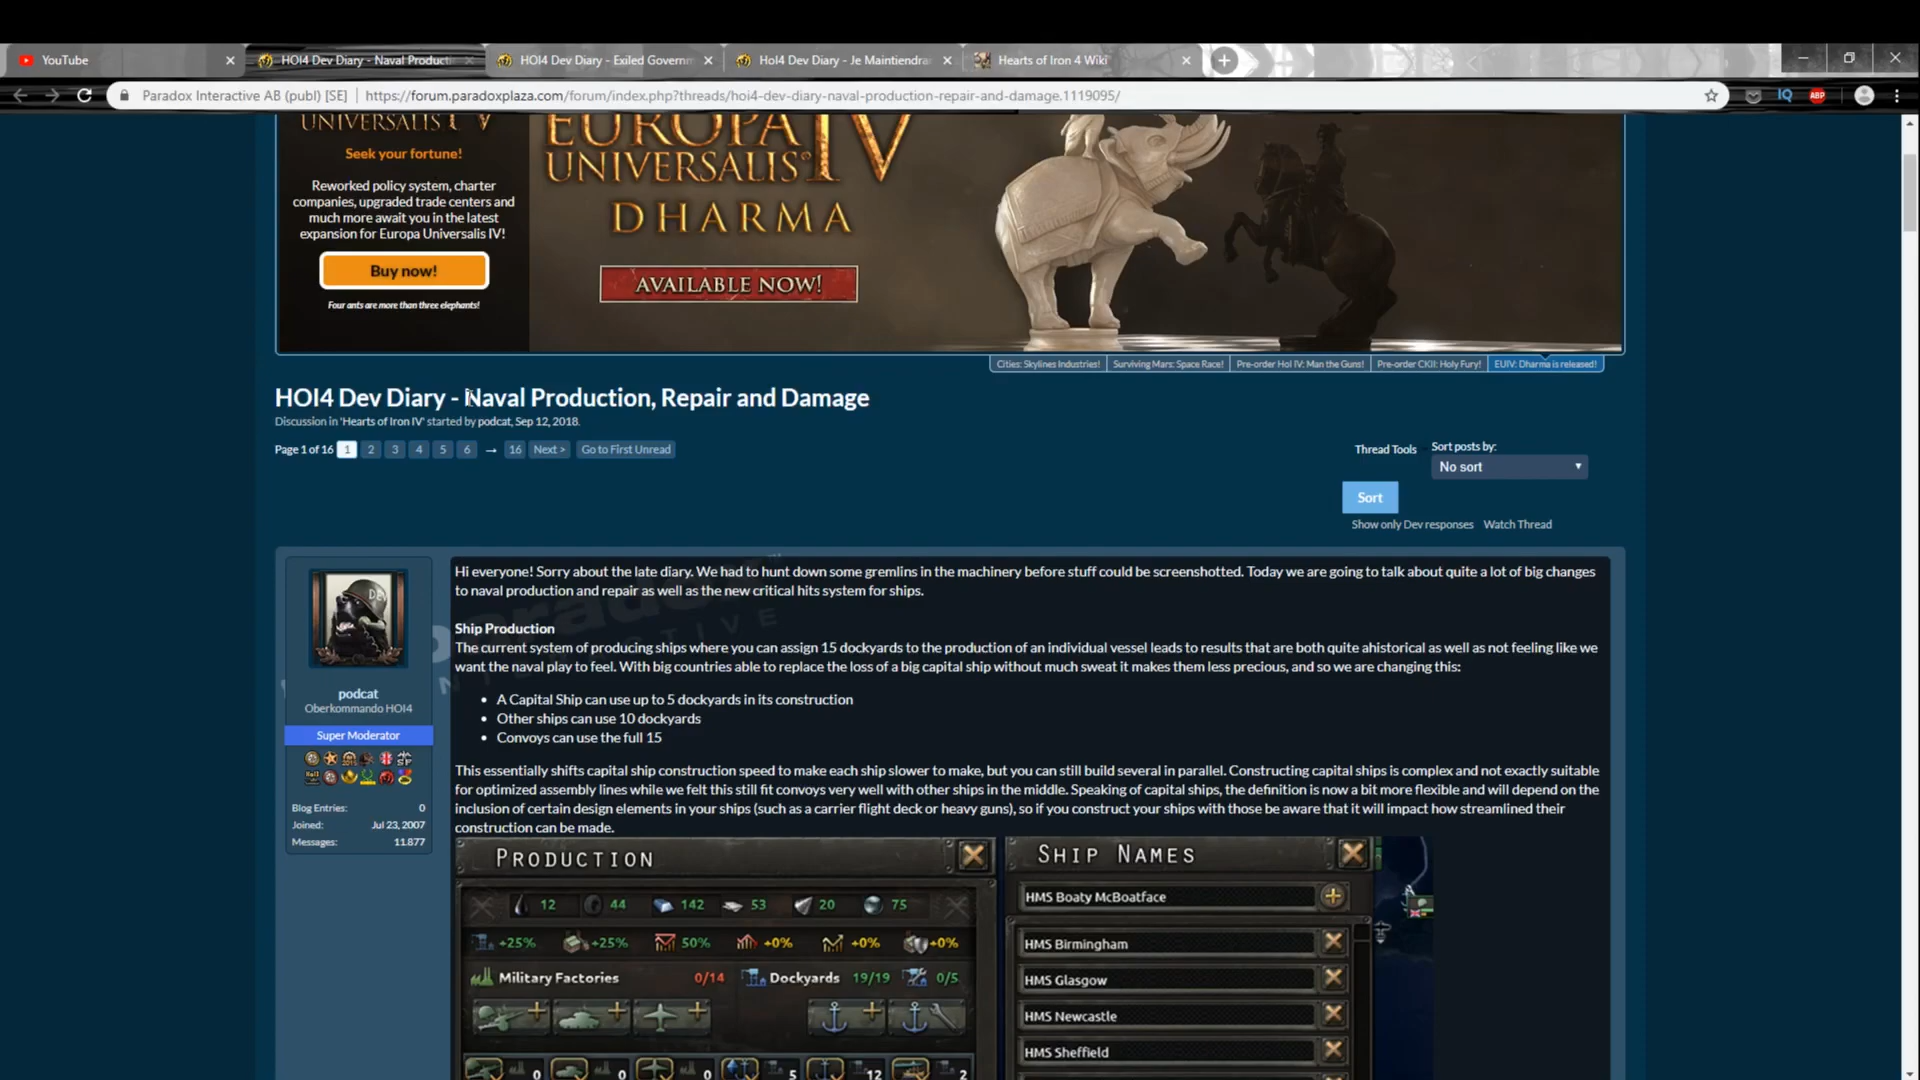 YouTube
HOI4 Dev Diary - Naval Producti
HOI4 Dev Diary - Exiled Governm
HoI4 Dev Diary - Je Maintiendra
Hearts of Iron 4 Wiki
Paradox Interactive AB (publ) [SE]
https://forum.paradoxplaza.com/forum/index.php?threads/hoi4-dev-diary-naval-production-repair-and-damage.1119095/
IQ
ABP
UNIVERSALIS IV
Seek your fortune!
Reworked policy system, charter
companies, upgraded trade centers and
much more await you in the latest
expansion for Europa Universalis IV!
Buy now!
Four ants are more than three elephants!
EUROPA
UNIVERSALIS IV
DHARMA
AVAILABLE NOW!
Cities: Skylines Industries!
Surviving Mars: Space Race!
Pre-order HoI IV: Man the Guns!
Pre-order CKII: Holy Fury!
EUIV: Dharma is released!
HOI4 Dev Diary - Naval Production, Repair and Damage
Discussion in 'Hearts of Iron IV' started by podcat, Sep 12, 2018.
Page 1 of 16 1 2 3 4 5 6 → 16 Next > Go to First Unread
Thread Tools
Sort posts by:
No sort
Sort
Show only Dev responses
Watch Thread
DEV
podcat
Oberkommando HOI4
Super Moderator
Blog Entries: 0
Joined: Jul 23, 2007
Messages: 11.877
Hi everyone! Sorry about the late diary. We had to hunt down some gremlins in the machinery before stuff could be screenshotted. Today we are going to talk about quite a lot of big changes
to naval production and repair as well as the new critical hits system for ships.
Ship Production
The current system of producing ships where you can assign 15 dockyards to the production of an individual vessel leads to results that are both quite ahistorical as well as not feeling like we
want the naval play to feel. With big countries able to replace the loss of a big capital ship without much sweat it makes them less precious, and so we are changing this:
• A Capital Ship can use up to 5 dockyards in its construction
• Other ships can use 10 dockyards
• Convoys can use the full 15
This essentially shifts capital ship construction speed to make each ship slower to make, but you can still build several in parallel. Constructing capital ships is complex and not exactly suitable
for optimized assembly lines while we felt this still fit convoys very well with other ships in the middle. Speaking of capital ships, the definition is now a bit more flexible and will depend on the
inclusion of certain design elements in your ships (such as a carrier flight deck or heavy guns), so if you construct your ships with those be aware that it will impact how streamlined their
construction can be made.
PRODUCTION
12 44 142 53 20 75
+25% +25% 50% +0% +0% +0%
Military Factories 0/14
Dockyards 19/19 0/5
0 0 0 5 12 2
SHIP NAMES
HMS Boaty McBoatface
HMS Birmingham
HMS Glasgow
HMS Newcastle
HMS Sheffield